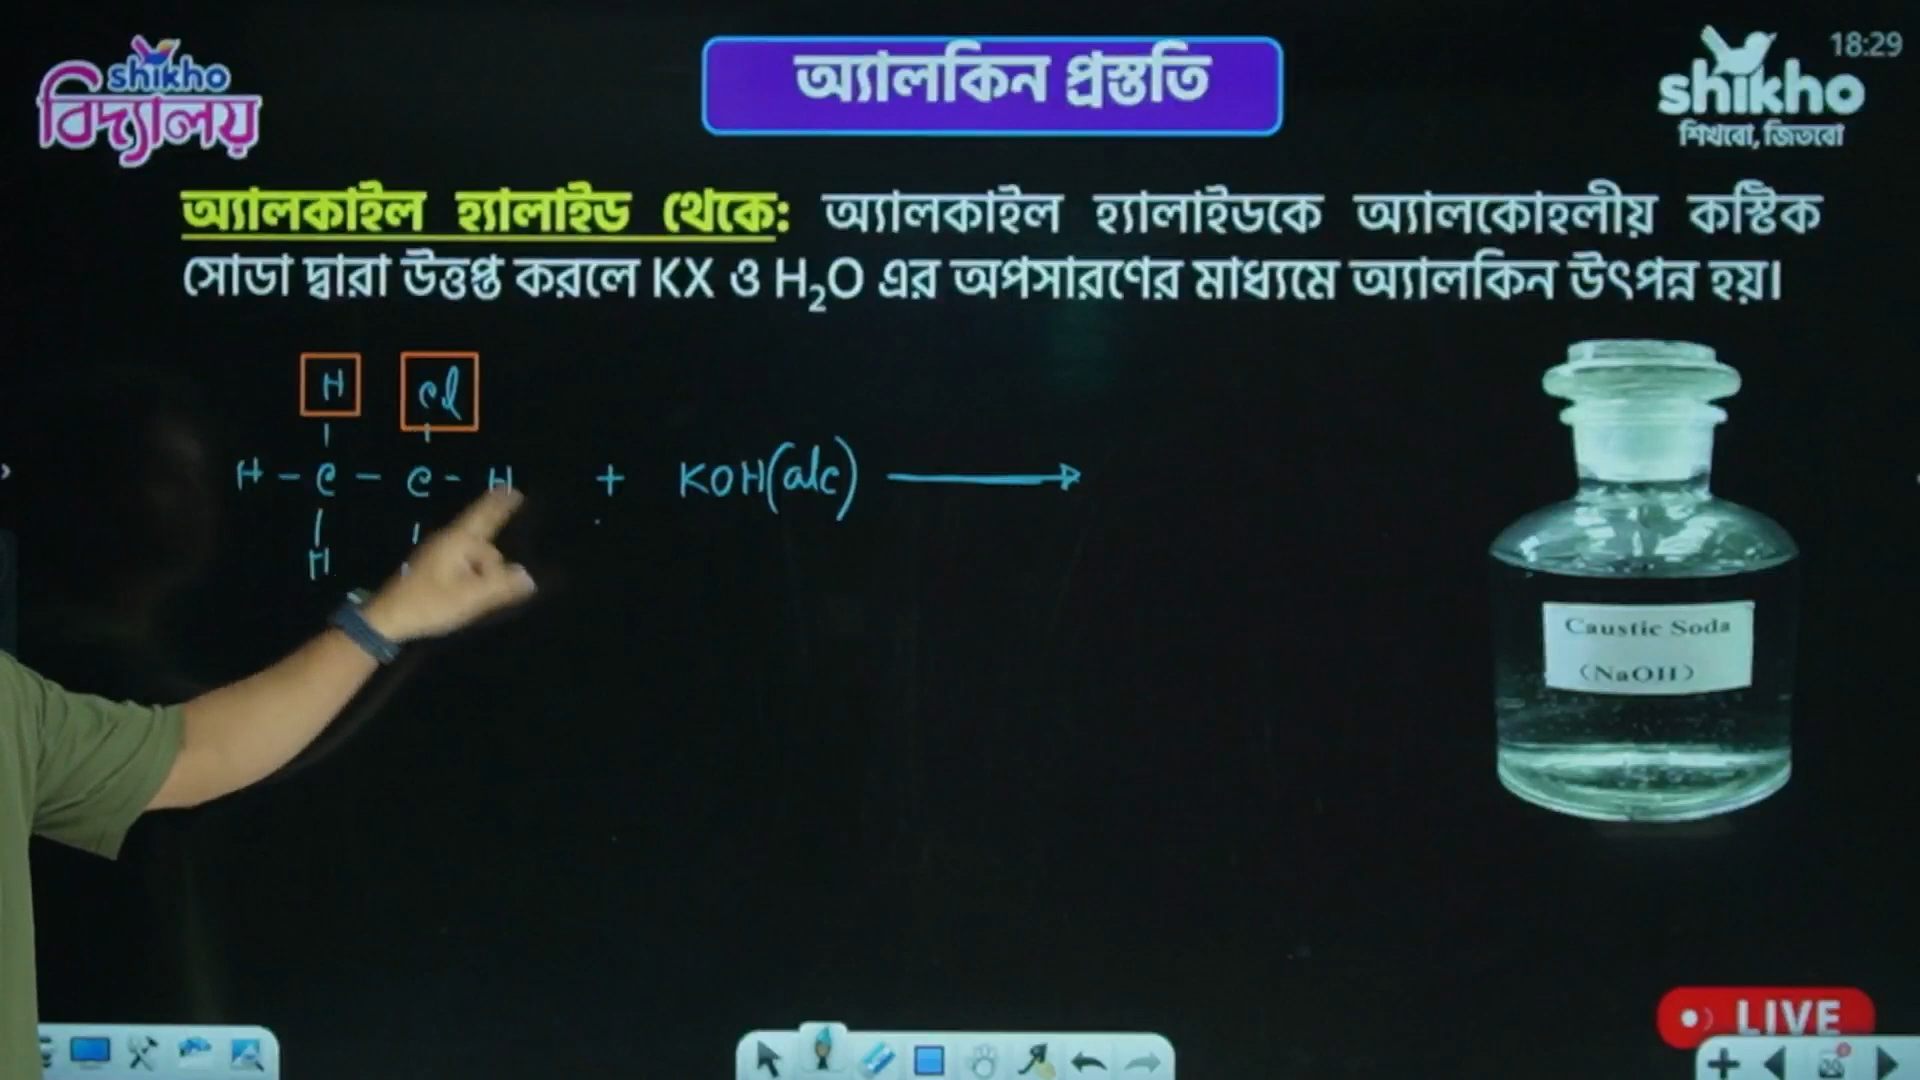 shikho
বিদ্যালয়
অ্যালকিন প্রস্ততি
18:29
shikho
শিখবো, জিতবো
অ্যালকাইল হ্যালাইড থেকে: অ্যালকাইল হ্যালাইডকে অ্যালকোহলীয় কস্টিক
সোডা দ্বারা উত্তপ্ত করলে KX ও H₂O এর অপসারণের মাধ্যমে অ্যালকিন উৎপন্ন হয়।
H Cl
H - C - C - H + KOH(alc) →
H
Caustic Soda
(NaOH)
LIVE